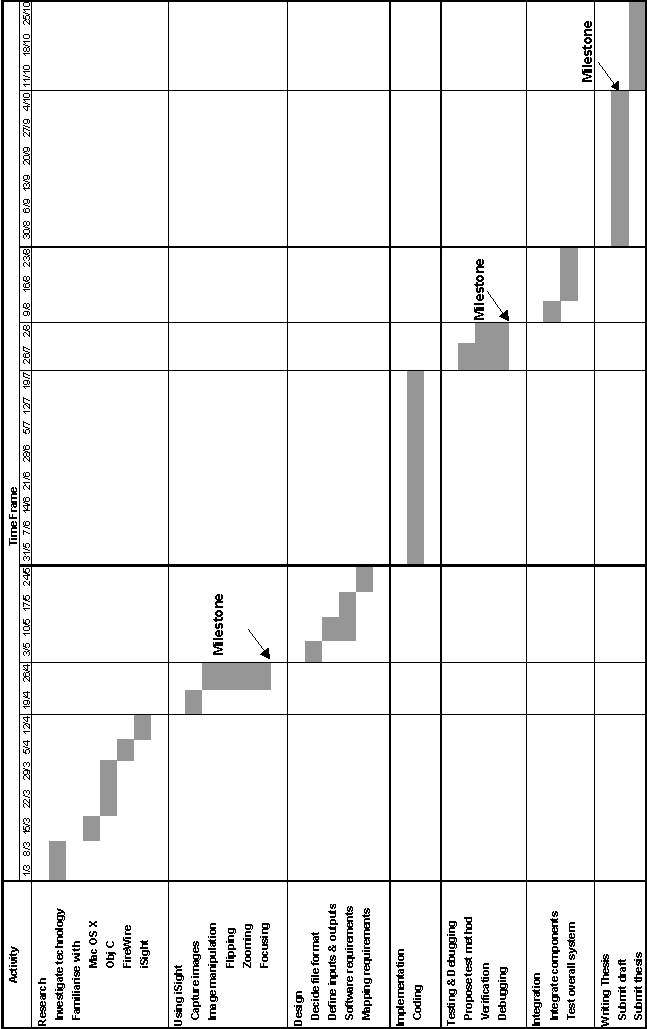 Activity
Time Frame
1/3 8/3 15/3 22/3 29/3 5/4 12/4 19/4 26/4 3/5 10/5 17/5 24/5 31/5 7/6 14/6 21/6 29/6 5/7 12/7 19/7 26/7 2/8 9/8 16/8 23/8 30/8 6/9 13/9 20/9 27/9 4/10 11/10 18/10 25/10
Research
Investigate technology
Familiarise with
Mac OS X
Obj C
FireWire
iSight
Using iSight
Capture images
Image manipulation
Flipping
Zooming
Focusing
Milestone
Design
Decide file format
Define inputs & outputs
Software requirements
Mapping requirements
Implementation
Coding
Testing & Debugging
Propose test method
Verification
Debugging
Milestone
Integration
Integrate components
Test overall system
Writing Thesis
Submit draft
Submit thesis
Milestone